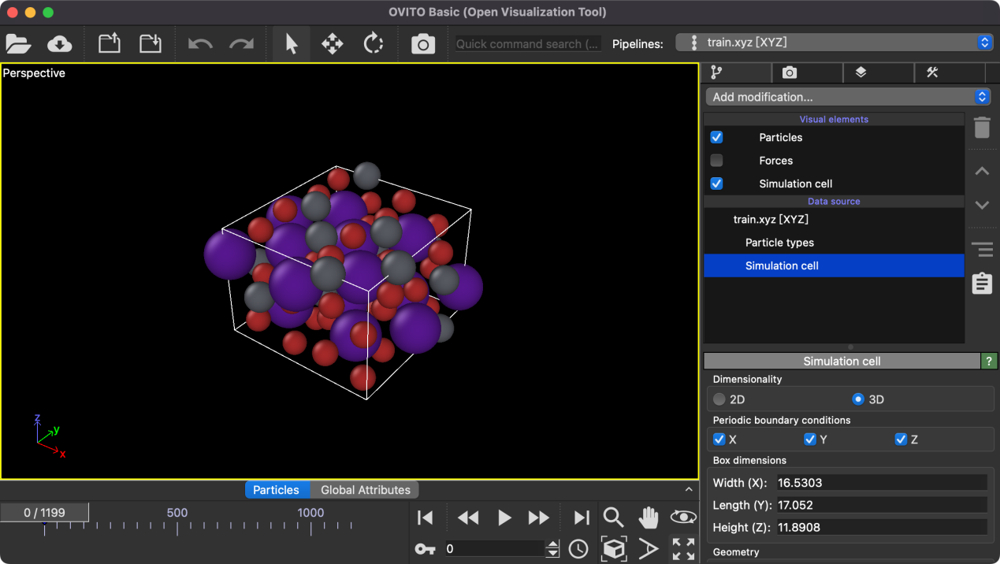 OVITO Basic (Open Visualization Tool)
Quick command search (... Pipelines: train.xyz [XYZ]
Perspective
z
y
x
Particles Global Attributes
0 / 1199 500 1000
0
Add modification...
Visual elements
Particles
Forces
Simulation cell
Data source
train.xyz [XYZ]
Particle types
Simulation cell
Simulation cell ?
Dimensionality
2D 3D
Periodic boundary conditions
X Y Z
Box dimensions
Width (X): 16.5303
Length (Y): 17.052
Height (Z): 11.8908
Geometry